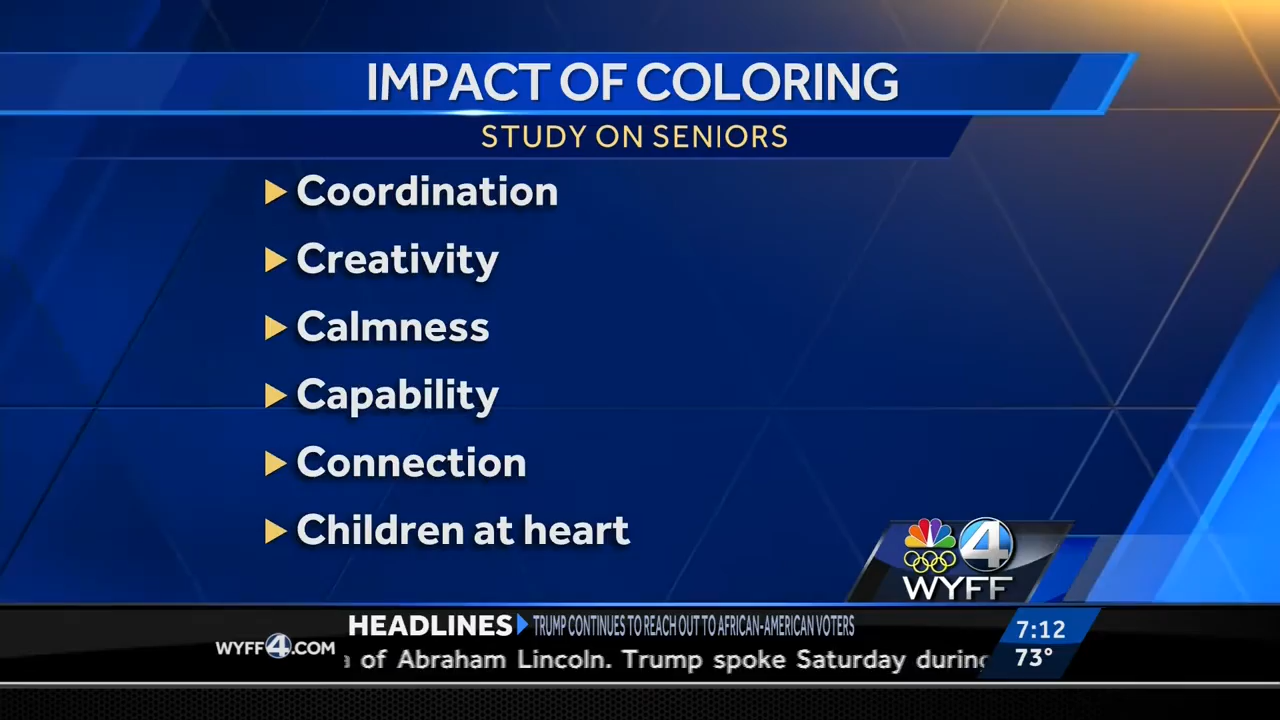 IMPACT OF COLORING
STUDY ON SENIORS
Coordination
Creativity
Calmness
Capability
Connection
Children at heart
4
WYFF
HEADLINES TRUMP CONTINUES TO REACH OUT TO AFRICAN-AMERICAN VOTERS
7:12
WYFF4.COM
a of Abraham Lincoln. Trump spoke Saturday during
73°